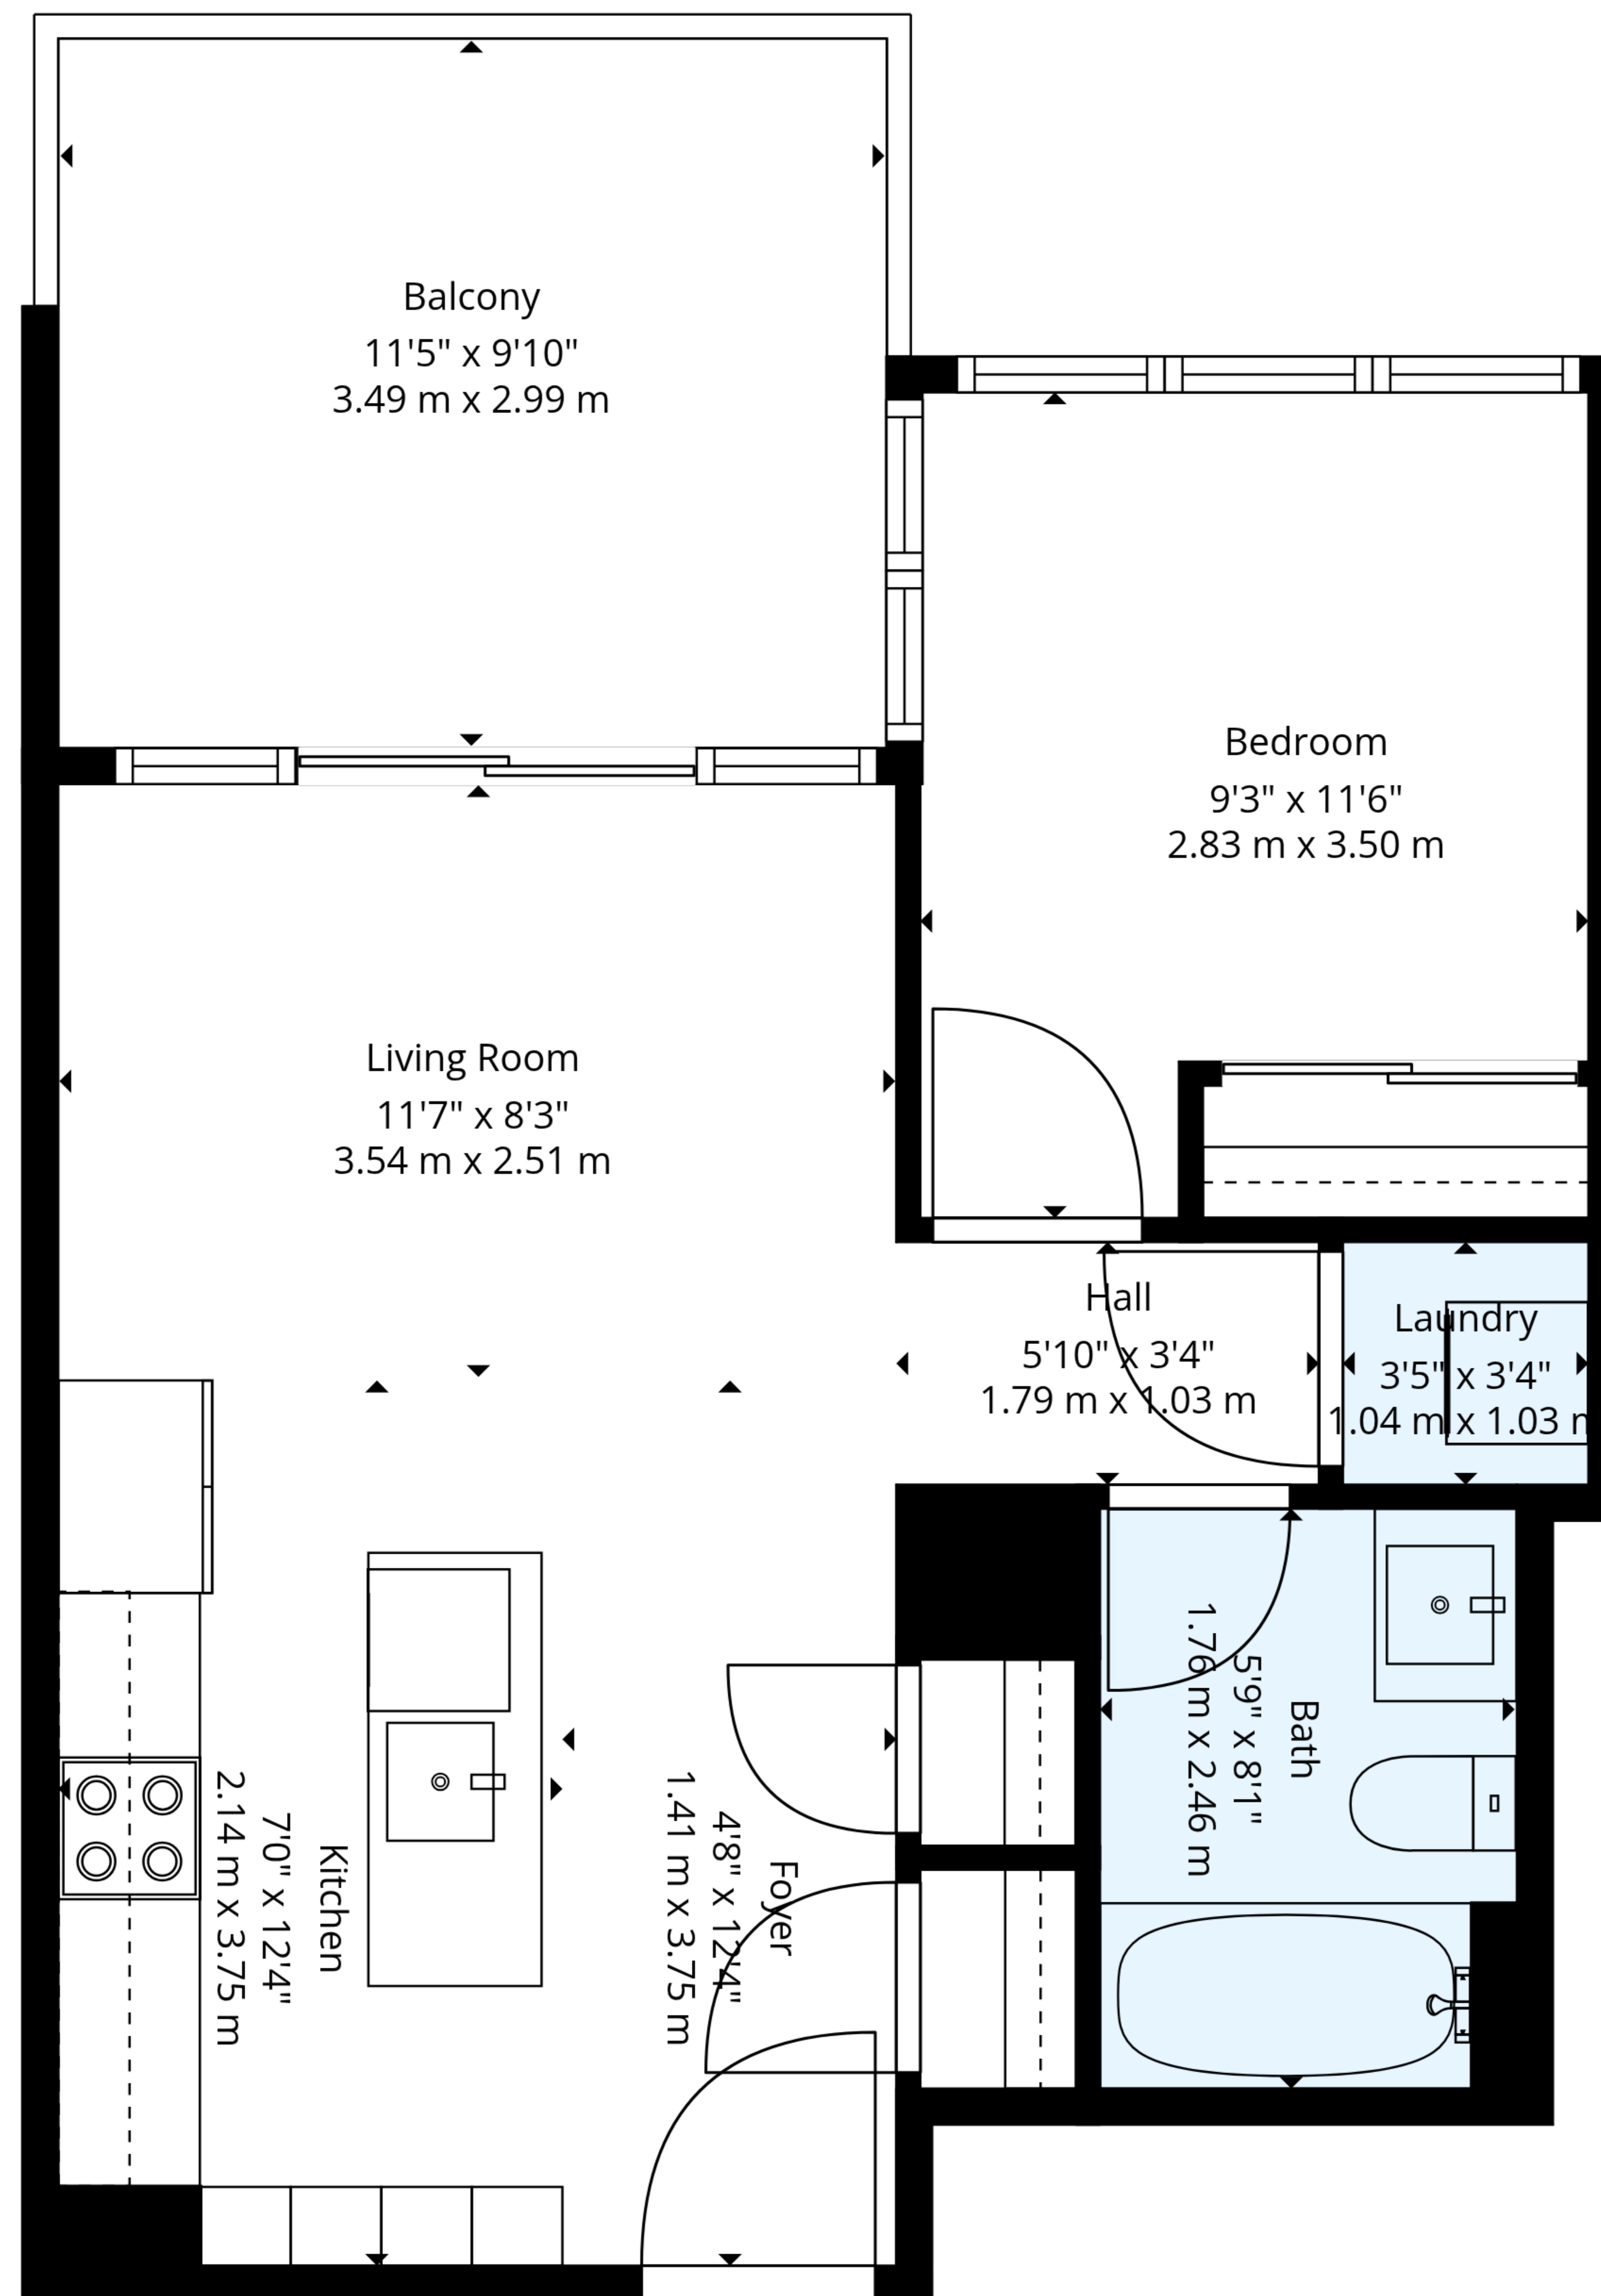 Balcony
11'5" x 9'10"
3.49 m x 2.99 m
Bedroom
9'3" x 11'6"
2.83 m x 3.50 m
Living Room
11'7" x 8'3"
3.54 m x 2.51 m
Hall
5'10" x 3'4"
1.79 m x 1.03 m
Laundry
3'5" x 3'4"
1.04 m x 1.03 m
Kitchen
7'0" x 12'4"
2.14 m x 3.75 m
Foyer
4'8" x 12'4"
1.41 m x 3.75 m
Bath
5'9" x 8'1"
1.76 m x 2.46 m